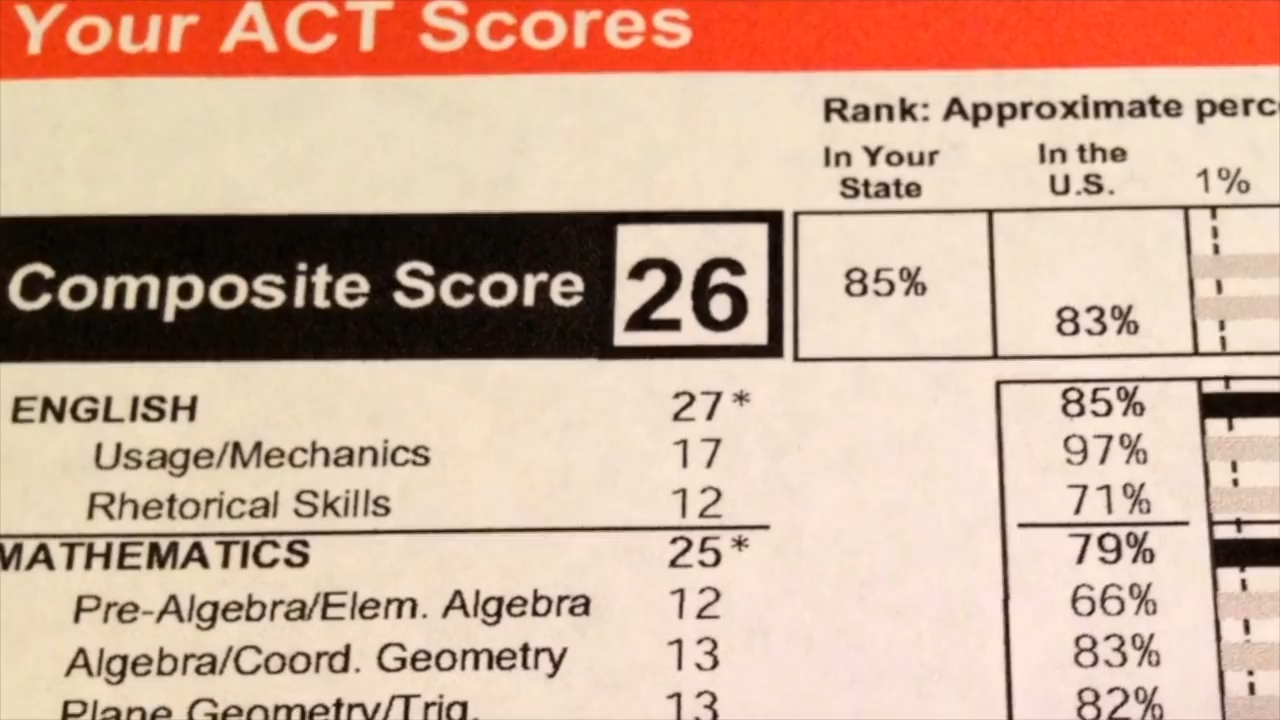 Your ACT Scores
Rank: Approximate
In Your In the
State U.S. 1%
Composite Score 26 85% 83%
ENGLISH 27* 85%
Usage/Mechanics 17 97%
Rhetorical Skills 12 71%
MATHEMATICS 25* 79%
Pre-Algebra/Elem. Algebra 12 66%
Algebra/Coord. Geometry 13 83%
Plane Geometry/Trig. 13 82%